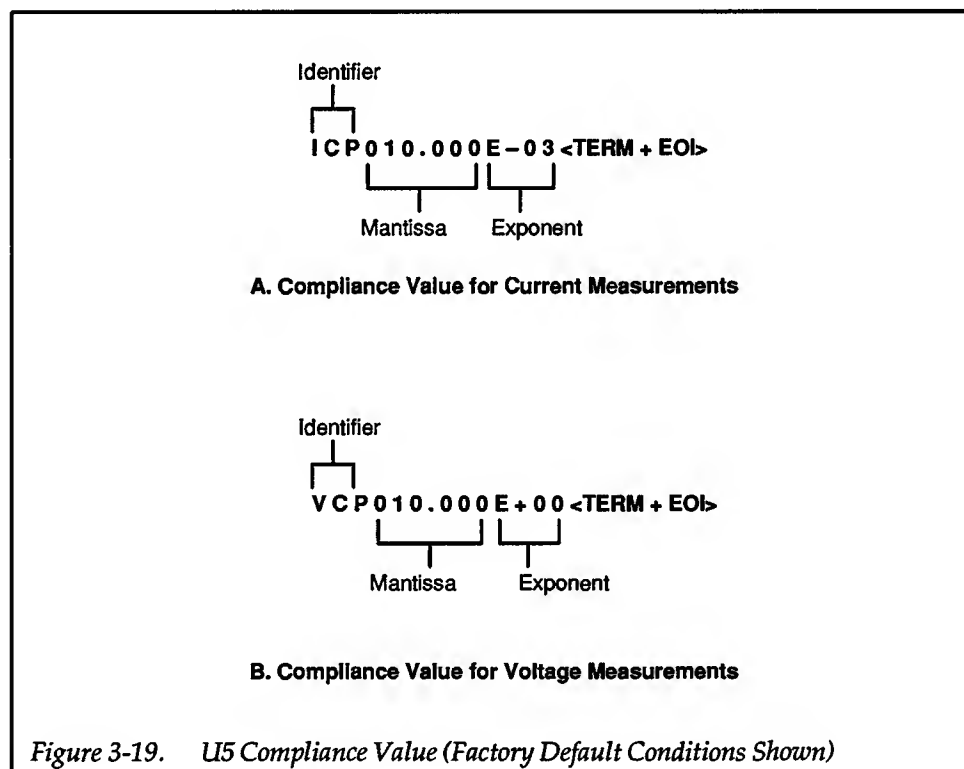 Identifier
ICP010.000E-03<TERM + EOI>
Mantissa Exponent
A. Compliance Value for Current Measurements
Identifier
VCP010.000E+00<TERM + EOI>
Mantissa Exponent
B. Compliance Value for Voltage Measurements
Figure 3-19. U5 Compliance Value (Factory Default Conditions Shown)